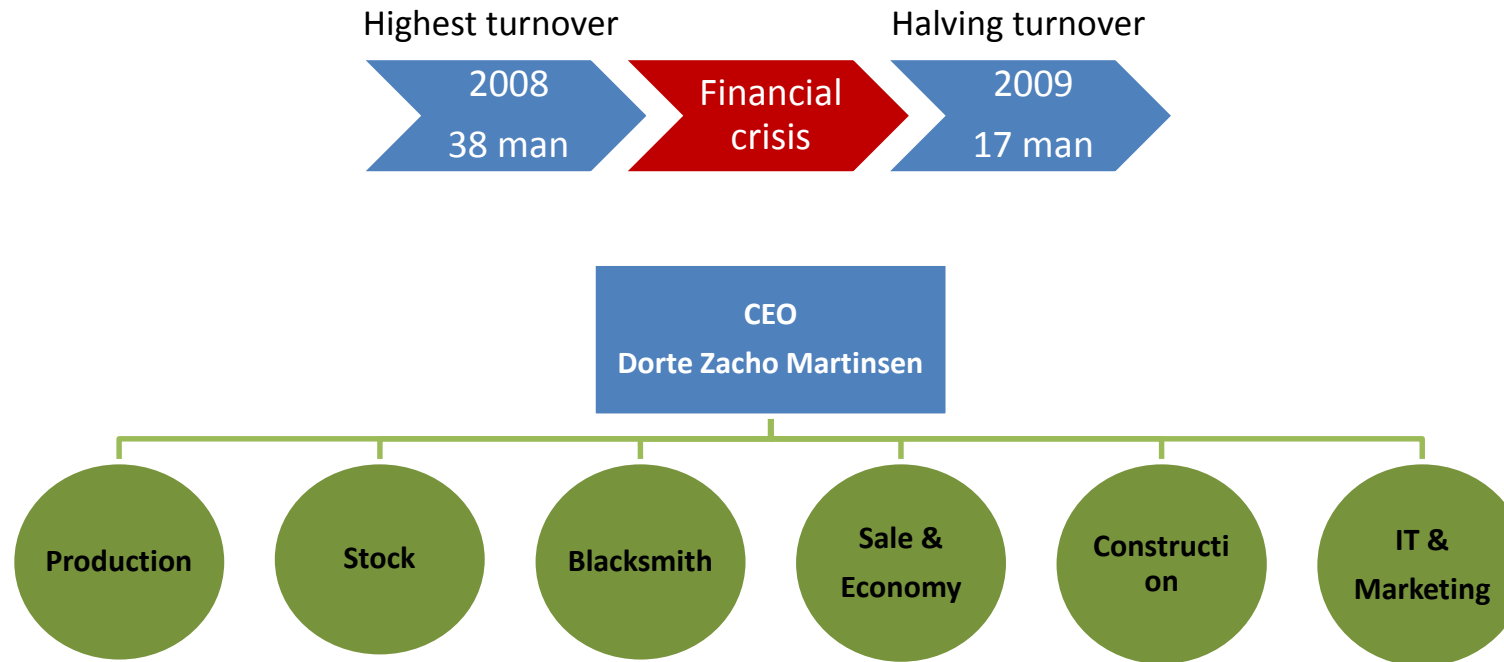 Highest turnover
Halving turnover
2008
38 man
Financial
crisis
2009
17 man
CEO
Dorte Zacho Martinsen
Production
Stock
Blacksmith
Sale &
Economy
Constructi
on
IT &
Marketing